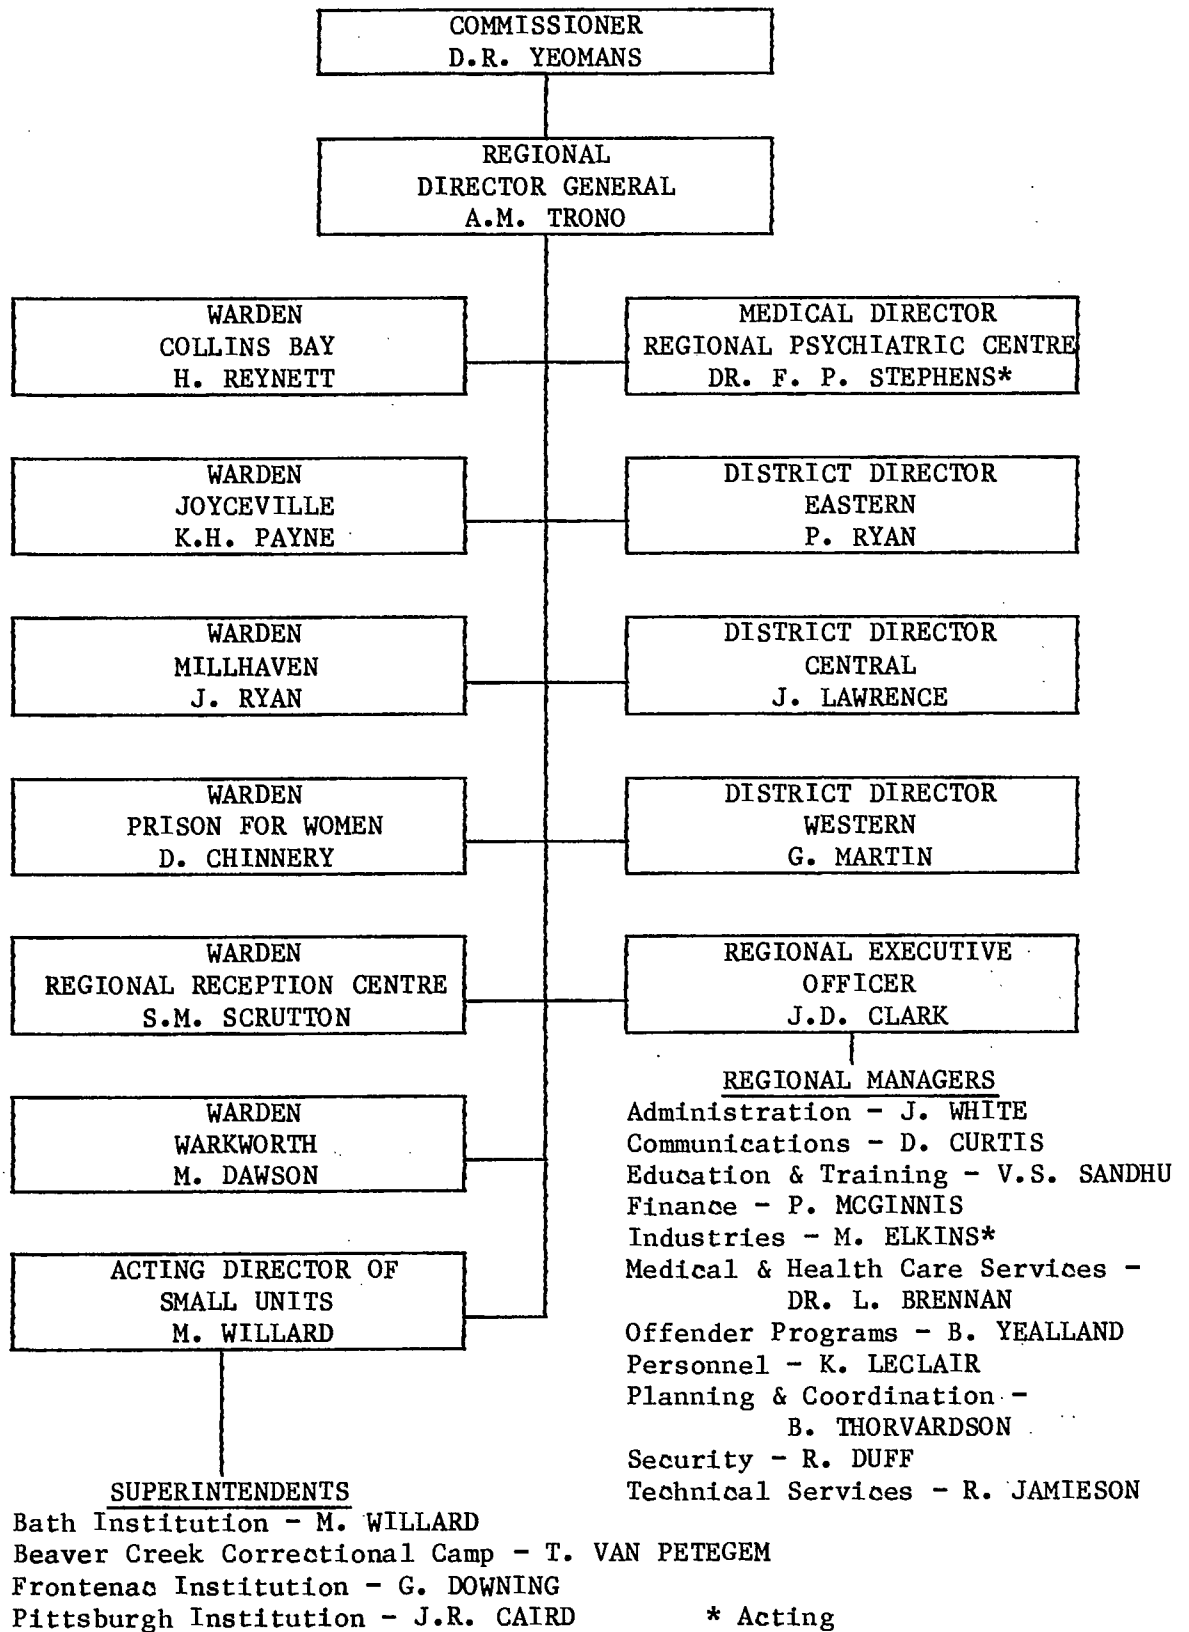 COMMISSIONER
D.R. YEOMANS
REGIONAL
DIRECTOR GENERAL
A.M. TRONO
WARDEN
COLLINS BAY
H. REYNETT
MEDICAL DIRECTOR
REGIONAL PSYCHIATRIC CENTRE
DR. F. P. STEPHENS*
WARDEN
JOYCEVILLE
K.H. PAYNE
DISTRICT DIRECTOR
EASTERN
P. RYAN
WARDEN
MILLHAVEN
J. RYAN
DISTRICT DIRECTOR
CENTRAL
J. LAWRENCE
WARDEN
PRISON FOR WOMEN
D. CHINNERY
DISTRICT DIRECTOR
WESTERN
G. MARTIN
WARDEN
REGIONAL RECEPTION CENTRE
S.M. SCRUTTON
REGIONAL EXECUTIVE
OFFICER
J.D. CLARK
WARDEN
WARKWORTH
M. DAWSON
ACTING DIRECTOR OF
SMALL UNITS
M. WILLARD
REGIONAL MANAGERS
Administration - J. WHITE
Communications - D. CURTIS
Education & Training - V.S. SANDHU
Finance - P. MCGINNIS
Industries - M. ELKINS*
Medical & Health Care Services -
DR. L. BRENNAN
Offender Programs - B. YEALLAND
Personnel - K. LECLAIR
Planning & Coordination -
B. THORVARDSON
Security - R. DUFF
Technical Services - R. JAMIESON
SUPERINTENDENTS
Bath Institution - M. WILLARD
Beaver Creek Correctional Camp - T. VAN PETEGEM
Frontenac Institution - G. DOWNING
Pittsburgh Institution - J.R. CAIRD
* Acting